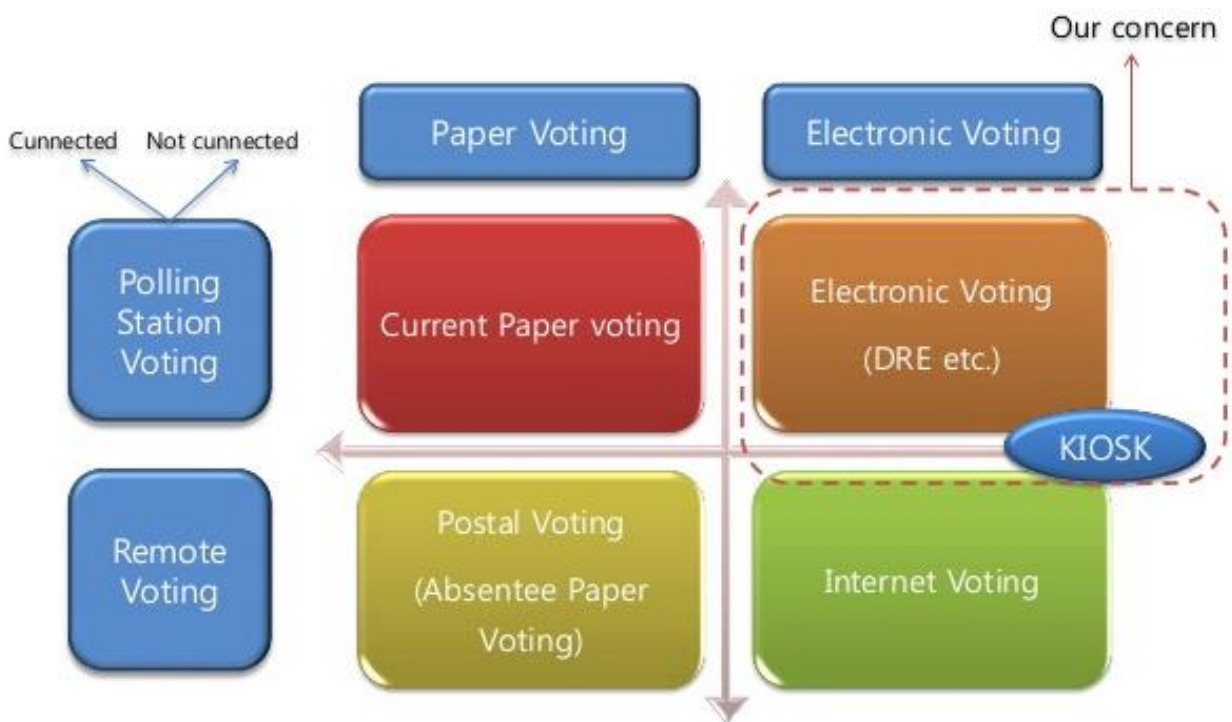 Our concern
Paper Voting
Electronic Voting
Cunnected
Not cunnected
Polling
Station
Voting
Current Paper voting
Electronic Voting
(DRE etc.)
KIOSK
Remote
Voting
Postal Voting
(Absentee Paper
Voting)
Internet Voting